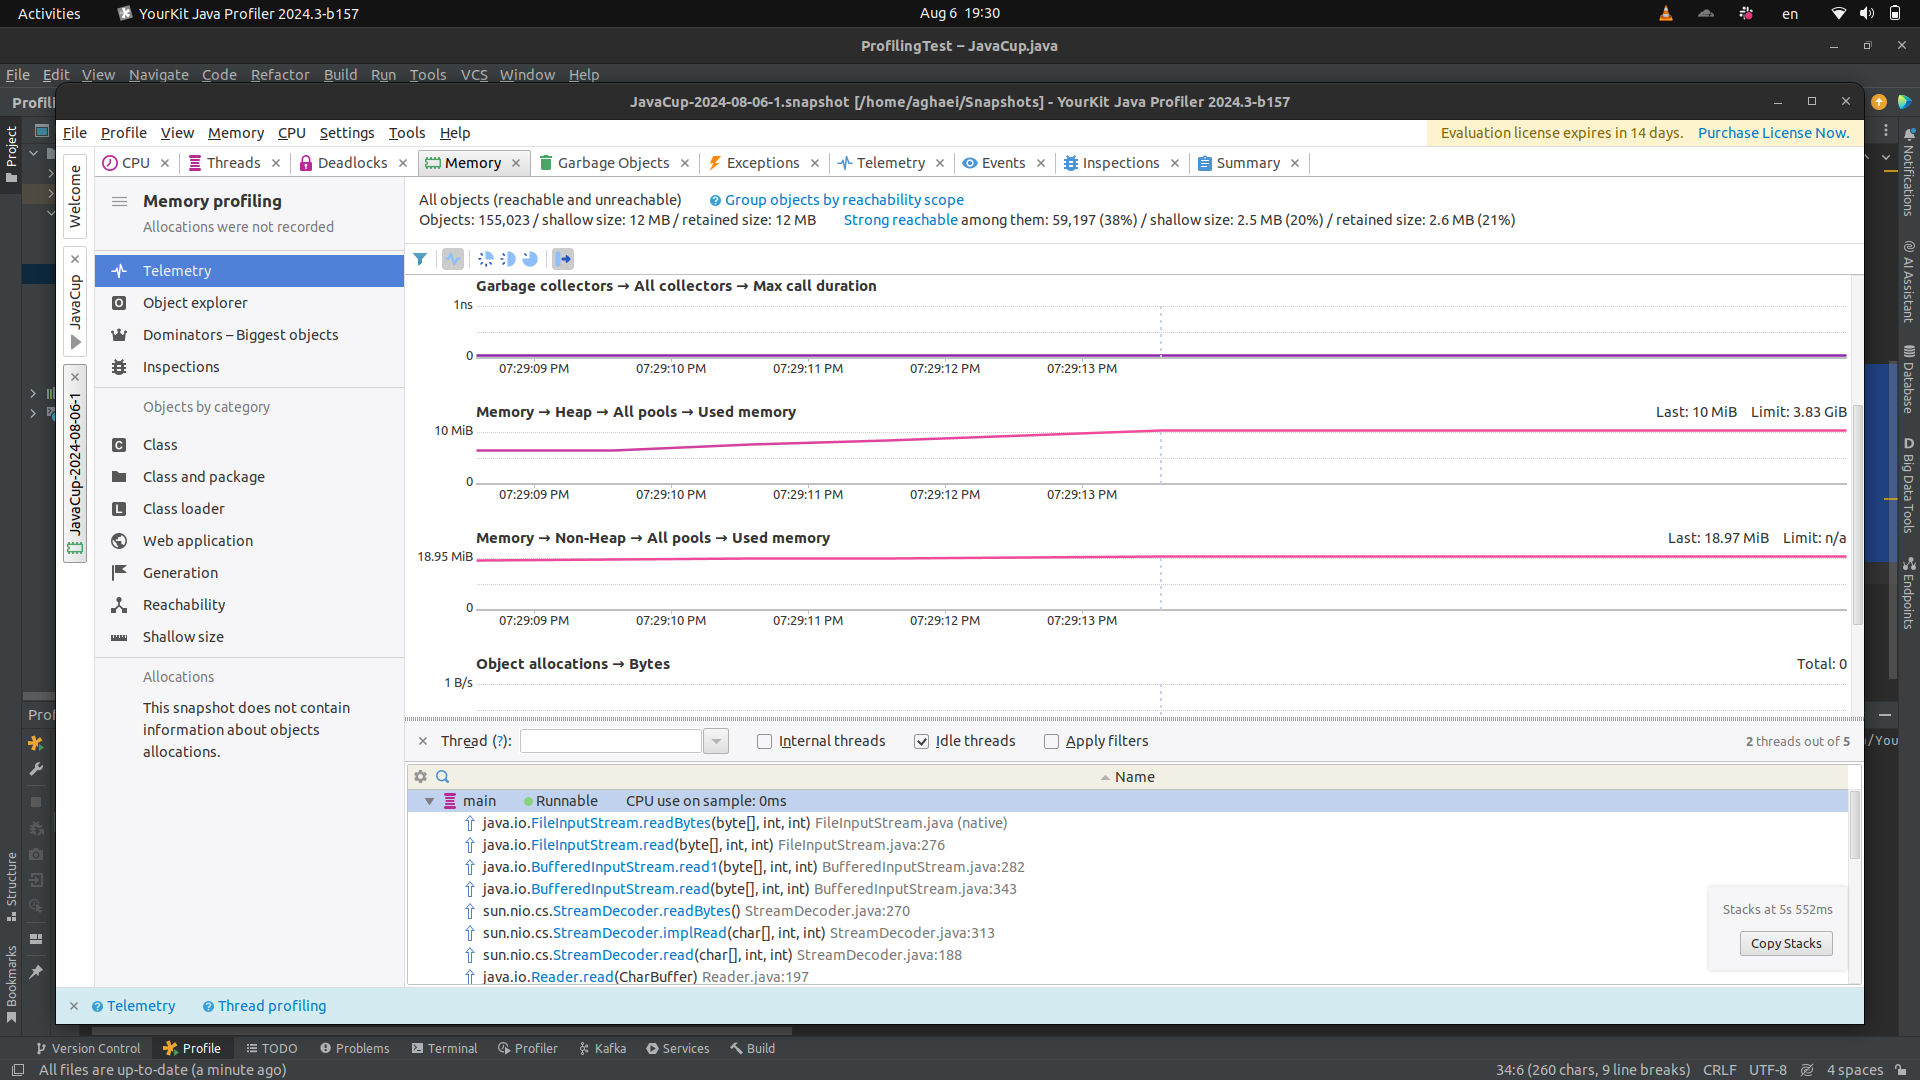 Activities
YourKit Java Profiler 2024.3-b157
Aug 6 19:30
en
ProfilingTest – JavaCup.java
File Edit View Navigate Code Refactor Build Run Tools VCS Window Help
Profili
JavaCup-2024-08-06-1.snapshot [/home/aghaei/Snapshots] - YourKit Java Profiler 2024.3-b157
File Profile View Memory CPU Settings Tools Help
Evaluation license expires in 14 days. Purchase License Now.
CPU Threads Deadlocks Memory Garbage Objects Exceptions Telemetry Events Inspections Summary
Project
Structure
Bookmarks
Welcome
JavaCup
JavaCup-2024-08-06-1
Memory profiling
Allocations were not recorded
Telemetry
Object explorer
Dominators – Biggest objects
Inspections
Objects by category
Class
Class and package
Class loader
Web application
Generation
Reachability
Shallow size
Allocations
This snapshot does not contain
information about objects
allocations.
All objects (reachable and unreachable) Group objects by reachability scope
Objects: 155,023 / shallow size: 12 MB / retained size: 12 MB Strong reachable among them: 59,197 (38%) / shallow size: 2.5 MB (20%) / retained size: 2.6 MB (21%)
Garbage collectors → All collectors → Max call duration
1ns
0
07:29:09 PM 07:29:10 PM 07:29:11 PM 07:29:12 PM 07:29:13 PM
Memory → Heap → All pools → Used memory Last: 10 MiB Limit: 3.83 GiB
10 MiB
0
07:29:09 PM 07:29:10 PM 07:29:11 PM 07:29:12 PM 07:29:13 PM
Memory → Non-Heap → All pools → Used memory Last: 18.97 MiB Limit: n/a
18.95 MiB
0
07:29:09 PM 07:29:10 PM 07:29:11 PM 07:29:12 PM 07:29:13 PM
Object allocations → Bytes Total: 0
1 B/s
Thread (?): Internal threads Idle threads Apply filters 2 threads out of 5
Name
main Runnable CPU use on sample: 0ms
java.io.FileInputStream.readBytes(byte[], int, int) FileInputStream.java (native)
java.io.FileInputStream.read(byte[], int, int) FileInputStream.java:276
java.io.BufferedInputStream.read1(byte[], int, int) BufferedInputStream.java:282
java.io.BufferedInputStream.read(byte[], int, int) BufferedInputStream.java:343
sun.nio.cs.StreamDecoder.readBytes() StreamDecoder.java:270
sun.nio.cs.StreamDecoder.implRead(char[], int, int) StreamDecoder.java:313
sun.nio.cs.StreamDecoder.read(char[], int, int) StreamDecoder.java:188
java.io.Reader.read(CharBuffer) Reader.java:197
Stacks at 5s 552ms
Copy Stacks
Telemetry Thread profiling
Prof
/You
Notifications
AI Assistant
Database
Big Data Tools
Endpoints
Version Control Profile TODO Problems Terminal Profiler Kafka Services Build
All files are up-to-date (a minute ago)
34:6 (260 chars, 9 line breaks) CRLF UTF-8 4 spaces